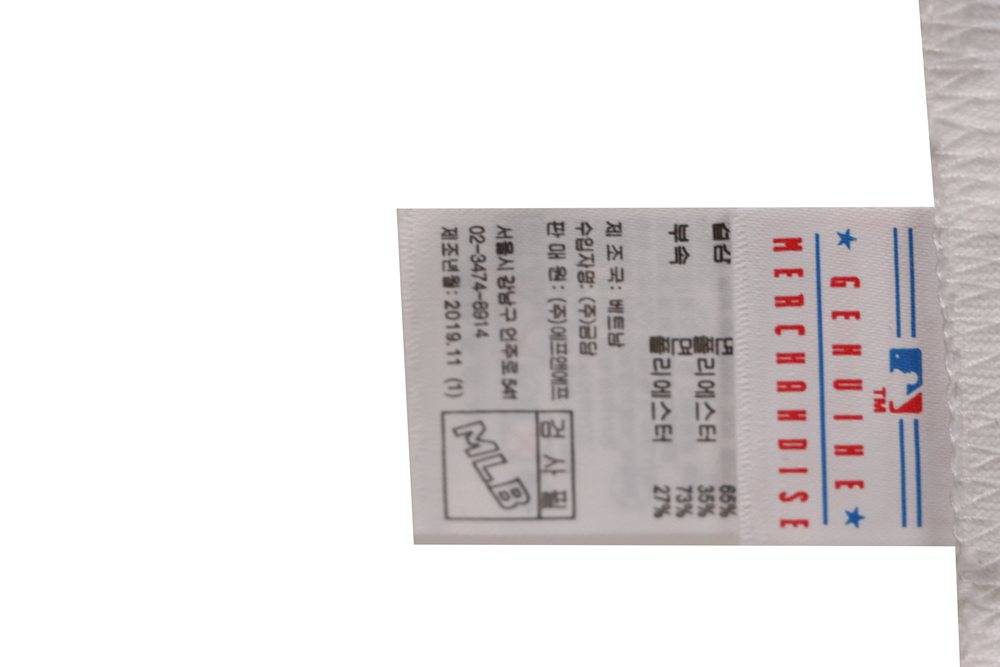 TM
★ GENUINE ★
MERCHANDISE
겉감 면 65%
폴리에스터 35%
부속 면 73%
폴리에스터 27%
제 조 국: 베트남
수입자명: (주)금담
판 매 원: (주)에프앤에프
서울시 강남구 언주로 541
02-3474-8914
제조년월: 2019.11 (1)
검 사 필
MLB